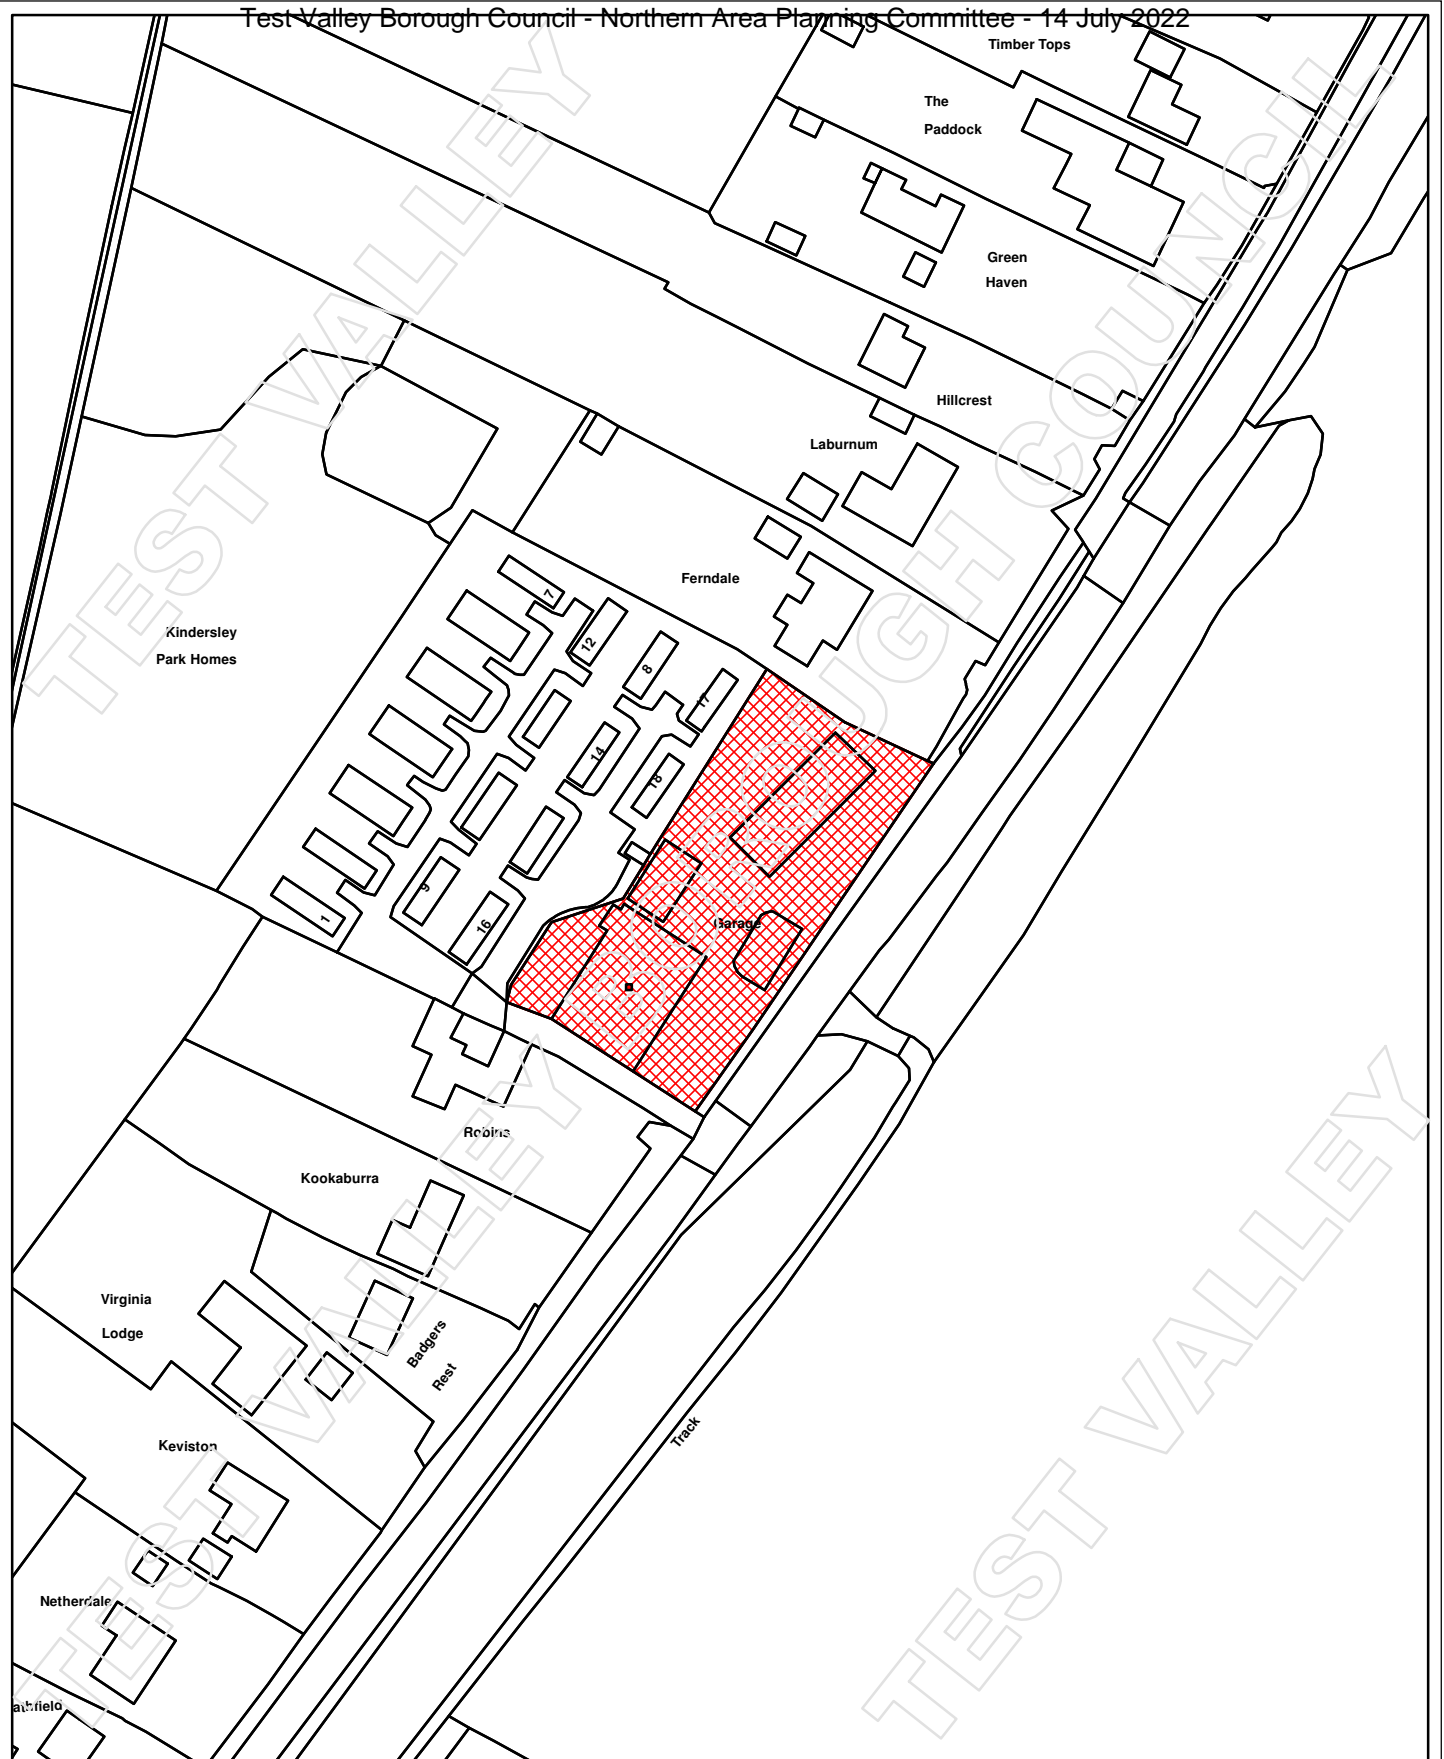 Test Valley Borough Council - Northern Area Planning Committee - 14 July 2022
Timber Tops
The
Paddock
Green
Haven
Hillcrest
Laburnum
Ferndale
Kindersley
Park Homes
7
12
8
17
14
18
9
16
1
Garage
Robins
Kookaburra
Virginia
Lodge
Badgers
Rest
Track
Keviston
Netherdale
athfield
TEST VALLEY
BOROUGH COUNCIL
TEST VALLEY
TEST VALLEY